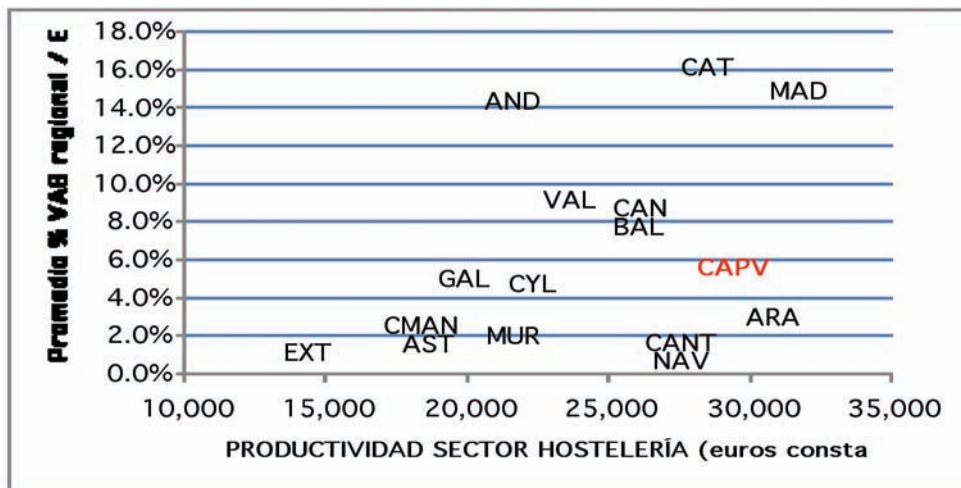 Promedio % VAB regional / E
18.0%
16.0%
14.0%
12.0%
10.0%
8.0%
6.0%
4.0%
2.0%
0.0%
CAT
MAD
AND
VAL
CAN
BAL
CAPV
GAL
CYL
ARA
CMAN
MUR
CANT
AST
EXT
NAV
10,000 15,000 20,000 25,000 30,000 35,000
PRODUCTIVIDAD SECTOR HOSTELERÍA (euros consta